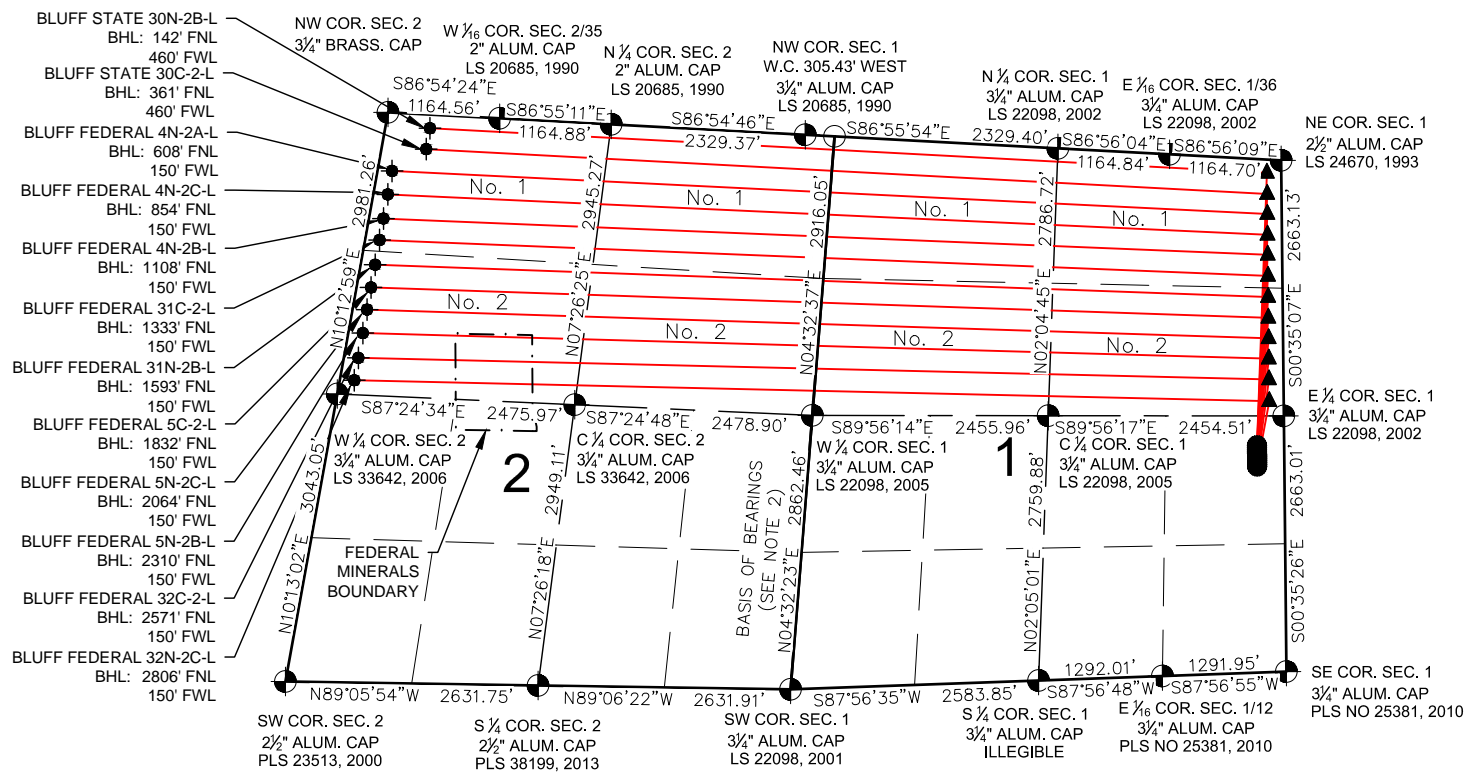 BLUFF STATE 30N-2B-L
BHL: 142' FNL
460' FWL
BLUFF STATE 30C-2-L
BHL: 361' FNL
460' FWL
BLUFF FEDERAL 4N-2A-L
BHL: 608' FNL
150' FWL
BLUFF FEDERAL 4N-2C-L
BHL: 854' FNL
150' FWL
BLUFF FEDERAL 4N-2B-L
BHL: 1108' FNL
150' FWL
BLUFF FEDERAL 31C-2-L
BHL: 1333' FNL
150' FWL
BLUFF FEDERAL 31N-2B-L
BHL: 1593' FNL
150' FWL
BLUFF FEDERAL 5C-2-L
BHL: 1832' FNL
150' FWL
BLUFF FEDERAL 5N-2C-L
BHL: 2064' FNL
150' FWL
BLUFF FEDERAL 5N-2B-L
BHL: 2310' FNL
150' FWL
BLUFF FEDERAL 32C-2-L
BHL: 2571' FNL
150' FWL
BLUFF FEDERAL 32N-2C-L
BHL: 2806' FNL
150' FWL
NW COR. SEC. 2
3¼" BRASS. CAP
W 1⁄16 COR. SEC. 2/35
2" ALUM. CAP
LS 20685, 1990
N ¼ COR. SEC. 2
2" ALUM. CAP
LS 20685, 1990
NW COR. SEC. 1
W.C. 305.43' WEST
3¼" ALUM. CAP
LS 20685, 1990
N ¼ COR. SEC. 1
3¼" ALUM. CAP
LS 22098, 2002
E 1⁄16 COR. SEC. 1/36
3¼" ALUM. CAP
LS 22098, 2002
NE COR. SEC. 1
2½" ALUM. CAP
LS 24670, 1993
S86°54'24"E
1164.56'
S86°55'11"E
1164.88'
S86°54'46"E
2329.37'
S86°55'54"E
2329.40'
S86°56'04"E
1164.84'
S86°56'09"E
1164.70'
2981.26'
N10°12'59"E
2945.27'
N07°26'25"E
2916.05'
N04°32'37"E
2786.72'
N02°04'45"E
2663.13'
S00°35'07"E
No. 1
No. 1
No. 1
No. 1
No. 2
No. 2
No. 2
No. 2
S87°24'34"E
2475.97'
S87°24'48"E
2478.90'
S89°56'14"E
2455.96'
S89°56'17"E
2454.51'
W ¼ COR. SEC. 2
3¼" ALUM. CAP
LS 33642, 2006
C ¼ COR. SEC. 2
3¼" ALUM. CAP
LS 33642, 2006
W ¼ COR. SEC. 1
3¼" ALUM. CAP
LS 22098, 2005
C ¼ COR. SEC. 1
3¼" ALUM. CAP
LS 22098, 2005
E ¼ COR. SEC. 1
3¼" ALUM. CAP
LS 22098, 2002
2
1
FEDERAL
MINERALS
BOUNDARY
BASIS OF BEARINGS
(SEE NOTE 2)
3043.05'
N10°13'02"E
2949.11'
N07°26'18"E
2862.46'
N04°32'23"E
2759.88'
N02°05'01"E
2663.01'
S00°35'26"E
N89°05'54"W
2631.75'
N89°06'22"W
2631.91'
S87°56'35"W
2583.85'
1292.01'
S87°56'48"W
1291.95'
S87°56'55"W
SW COR. SEC. 2
2½" ALUM. CAP
PLS 23513, 2000
S ¼ COR. SEC. 2
2½" ALUM. CAP
PLS 38199, 2013
SW COR. SEC. 1
3¼" ALUM. CAP
LS 22098, 2001
S ¼ COR. SEC. 1
3¼" ALUM. CAP
ILLEGIBLE
E 1⁄16 COR. SEC. 1/12
3¼" ALUM. CAP
PLS NO 25381, 2010
SE COR. SEC. 1
3¼" ALUM. CAP
PLS NO 25381, 2010